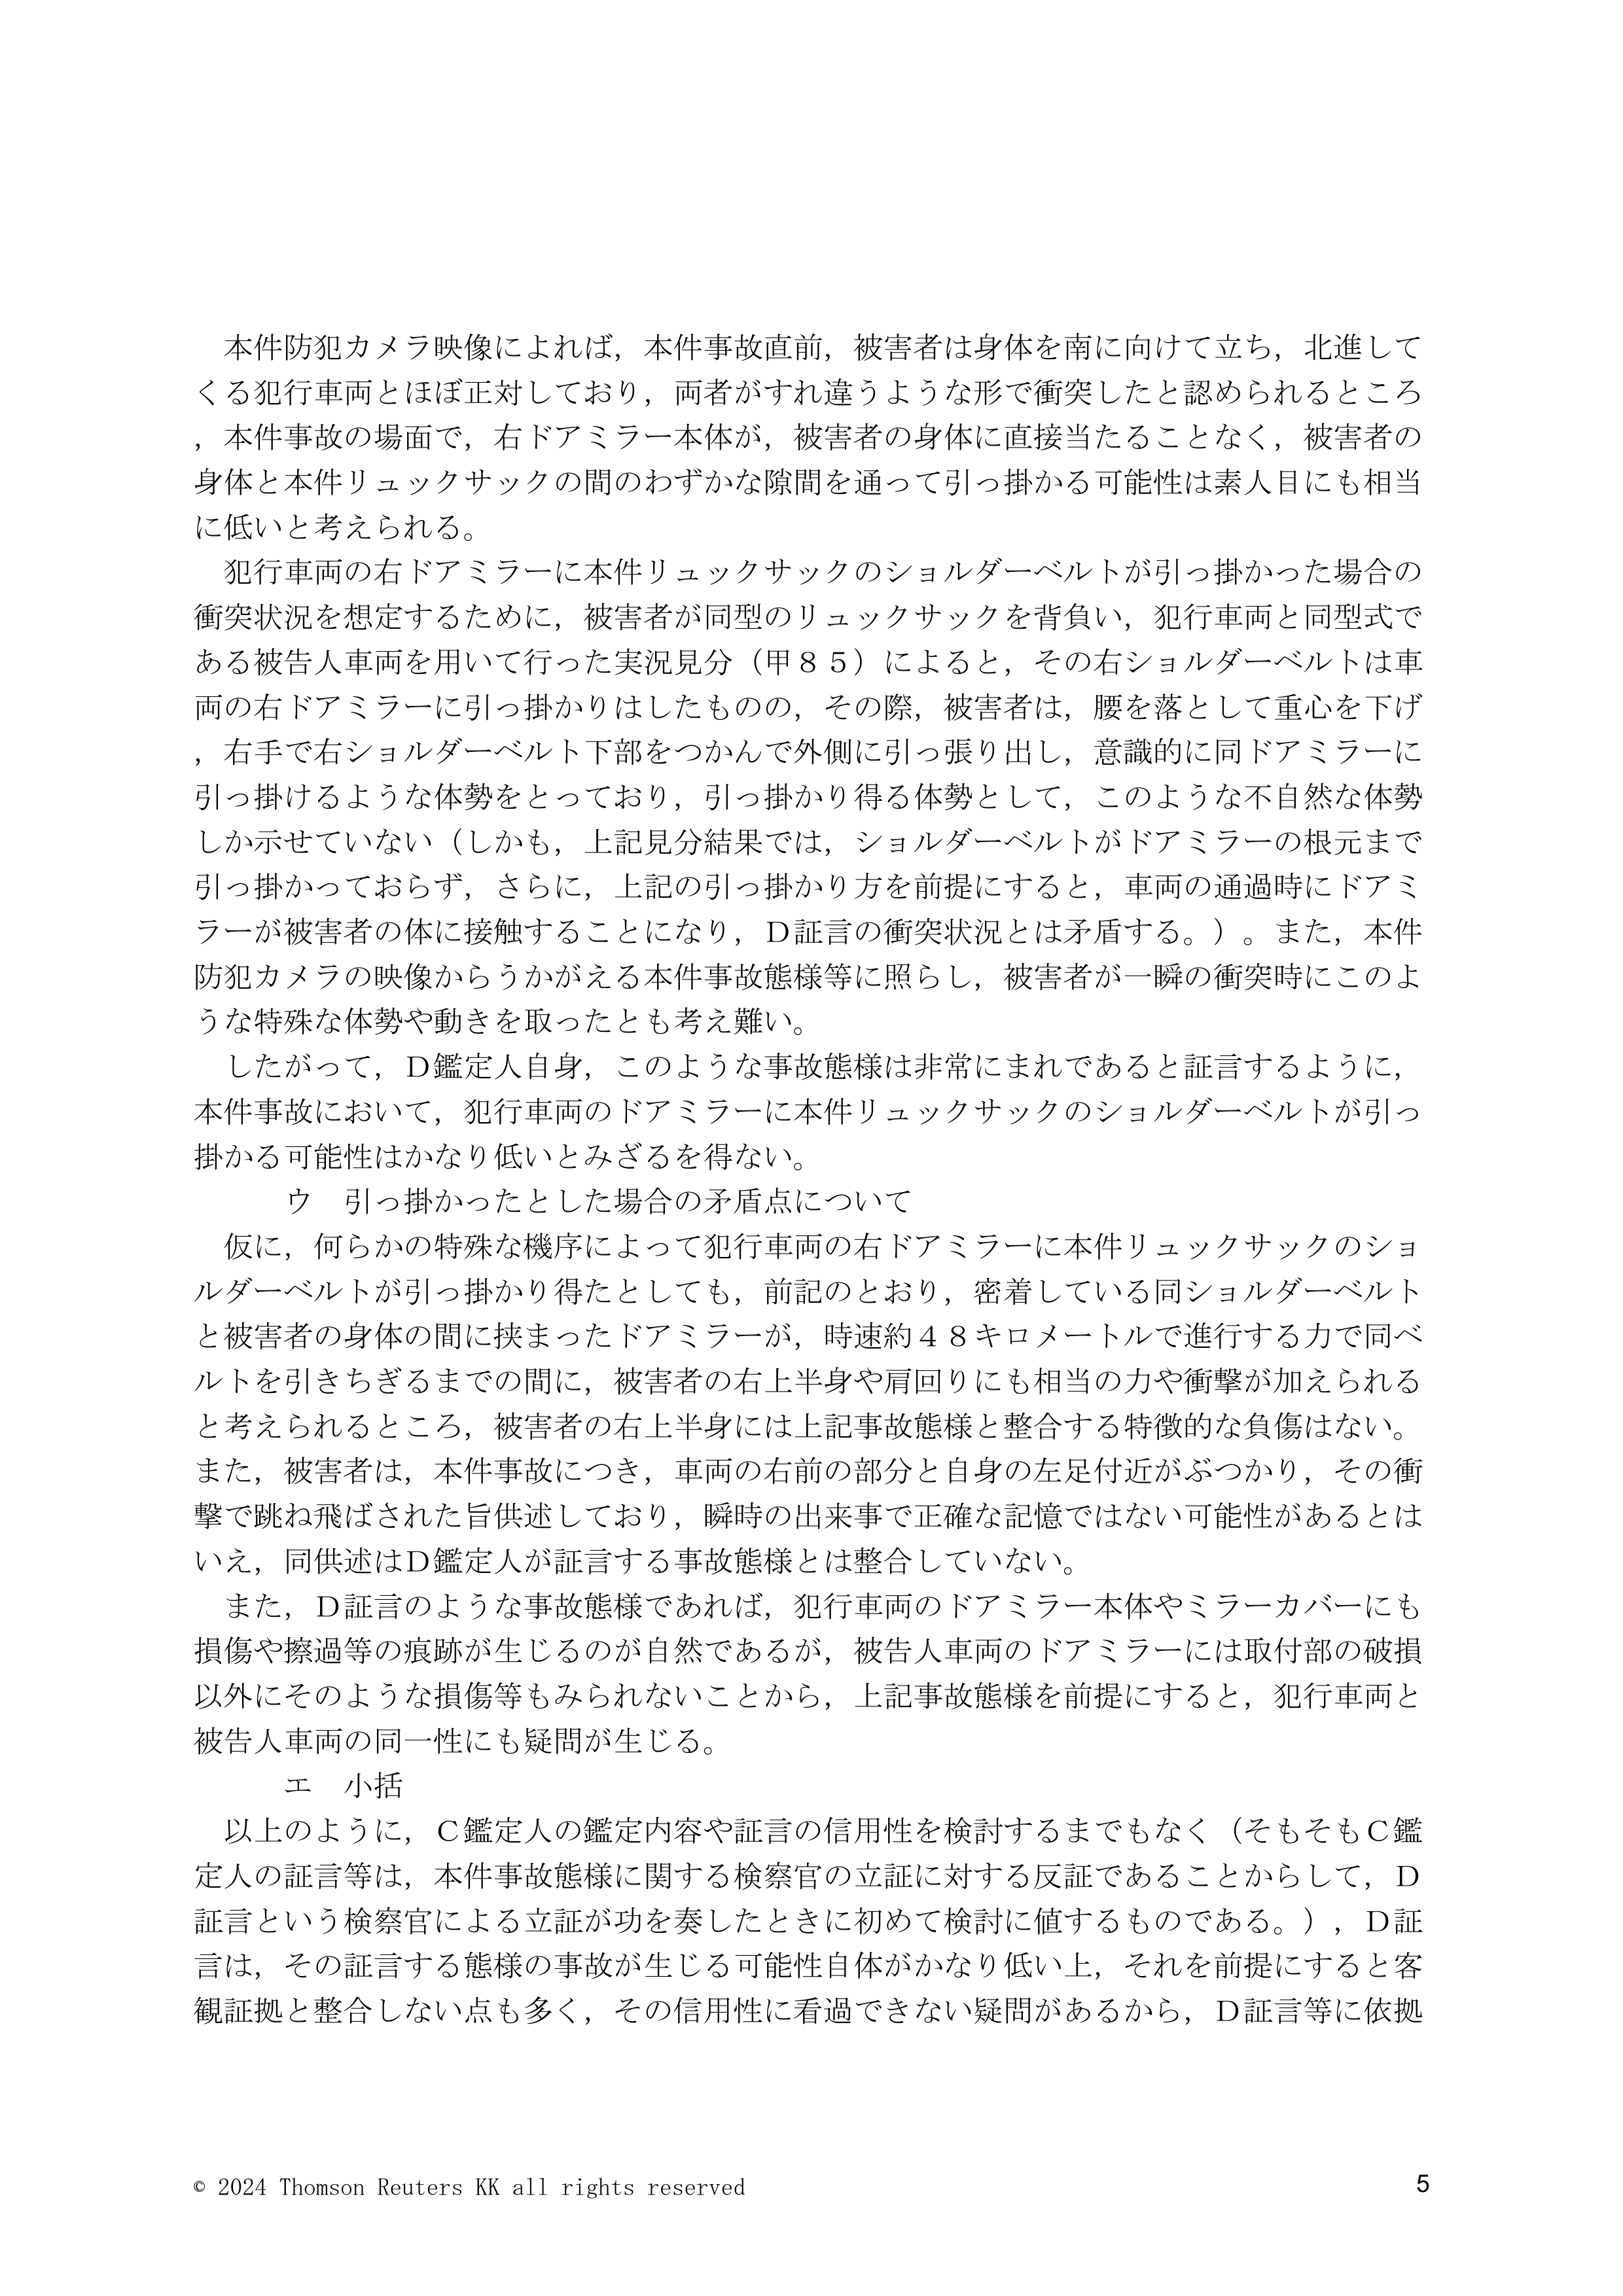 本件防犯カメラ映像によれば，本件事故直前，被害者は身体を南に向けて立ち，北進して
くる犯行車両とほぼ正対しており，両者がすれ違うような形で衝突したと認められるところ
，本件事故の場面で，右ドアミラー本体が，被害者の身体に直接当たることなく，被害者の
身体と本件リュックサックの間のわずかな隙間を通って引っ掛かる可能性は素人目にも相当
に低いと考えられる。
　犯行車両の右ドアミラーに本件リュックサックのショルダーベルトが引っ掛かった場合の
衝突状況を想定するために，被害者が同型のリュックサックを背負い，犯行車両と同型式で
ある被告人車両を用いて行った実況見分（甲８５）によると，その右ショルダーベルトは車
両の右ドアミラーに引っ掛かりはしたものの，その際，被害者は，腰を落として重心を下げ
，右手で右ショルダーベルト下部をつかんで外側に引っ張り出し，意識的に同ドアミラーに
引っ掛けるような体勢をとっており，引っ掛かり得る体勢として，このような不自然な体勢
しか示せていない（しかも，上記見分結果では，ショルダーベルトがドアミラーの根元まで
引っ掛かっておらず，さらに，上記の引っ掛かり方を前提にすると，車両の通過時にドアミ
ラーが被害者の体に接触することになり，Ｄ証言の衝突状況とは矛盾する。）。また，本件
防犯カメラの映像からうかがえる本件事故態様等に照らし，被害者が一瞬の衝突時にこのよ
うな特殊な体勢や動きを取ったとも考え難い。
　したがって，Ｄ鑑定人自身，このような事故態様は非常にまれであると証言するように，
本件事故において，犯行車両のドアミラーに本件リュックサックのショルダーベルトが引っ
掛かる可能性はかなり低いとみざるを得ない。
　　　ウ　引っ掛かったとした場合の矛盾点について
　仮に，何らかの特殊な機序によって犯行車両の右ドアミラーに本件リュックサックのショ
ルダーベルトが引っ掛かり得たとしても，前記のとおり，密着している同ショルダーベルト
と被害者の身体の間に挟まったドアミラーが，時速約４８キロメートルで進行する力で同ベ
ルトを引きちぎるまでの間に，被害者の右上半身や肩回りにも相当の力や衝撃が加えられる
と考えられるところ，被害者の右上半身には上記事故態様と整合する特徴的な負傷はない。
また，被害者は，本件事故につき，車両の右前の部分と自身の左足付近がぶつかり，その衝
撃で跳ね飛ばされた旨供述しており，瞬時の出来事で正確な記憶ではない可能性があるとは
いえ，同供述はＤ鑑定人が証言する事故態様とは整合していない。
　また，Ｄ証言のような事故態様であれば，犯行車両のドアミラー本体やミラーカバーにも
損傷や擦過等の痕跡が生じるのが自然であるが，被告人車両のドアミラーには取付部の破損
以外にそのような損傷等もみられないことから，上記事故態様を前提にすると，犯行車両と
被告人車両の同一性にも疑問が生じる。
　　　エ　小括
　以上のように，Ｃ鑑定人の鑑定内容や証言の信用性を検討するまでもなく（そもそもＣ鑑
定人の証言等は，本件事故態様に関する検察官の立証に対する反証であることからして，Ｄ
証言という検察官による立証が功を奏したときに初めて検討に値するものである。），Ｄ証
言は，その証言する態様の事故が生じる可能性自体がかなり低い上，それを前提にすると客
観証拠と整合しない点も多く，その信用性に看過できない疑問があるから，Ｄ証言等に依拠
© 2024 Thomson Reuters KK all rights reserved
5